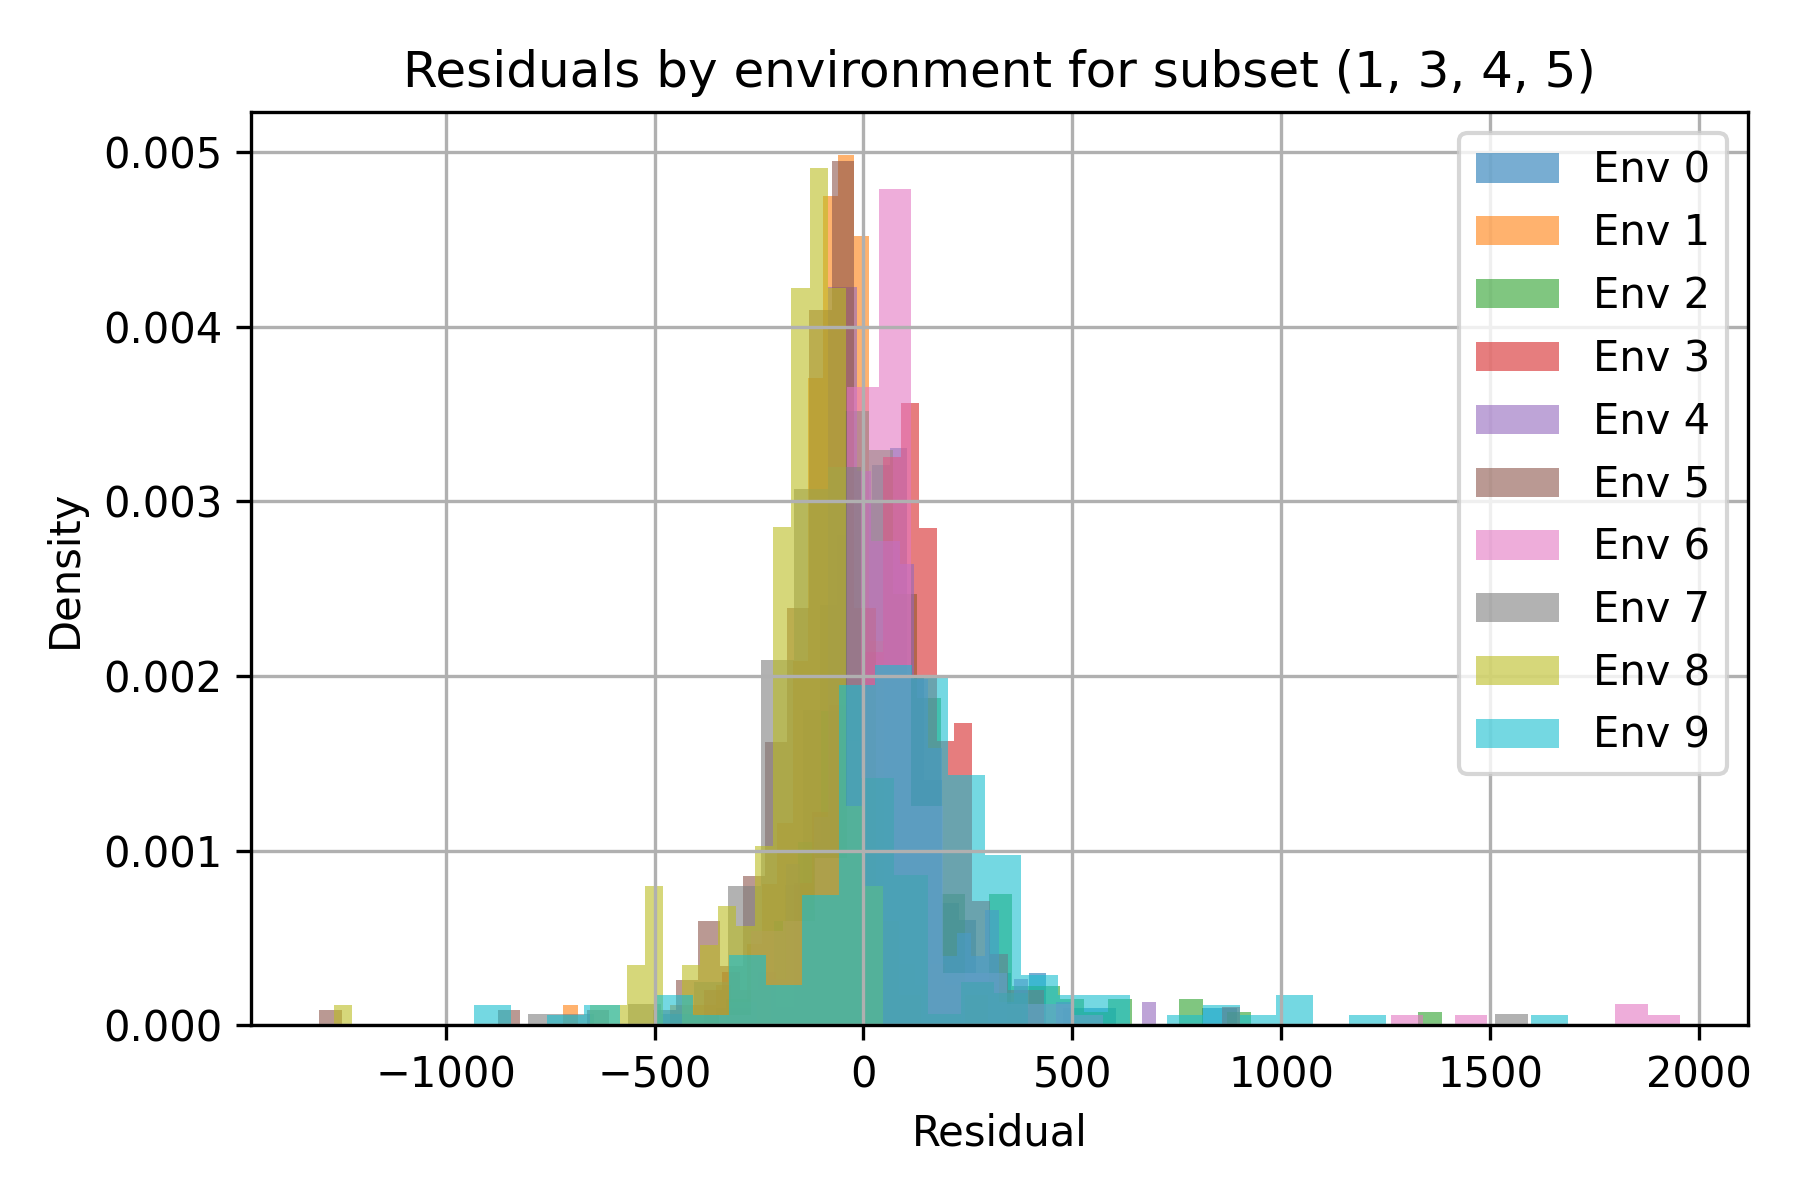 Residuals by environment for subset (1, 3, 4, 5)
Density
0.005
0.004
0.003
0.002
0.001
0.000
−1000
−500
0
500
1000
1500
2000
Residual
Env 0
Env 1
Env 2
Env 3
Env 4
Env 5
Env 6
Env 7
Env 8
Env 9